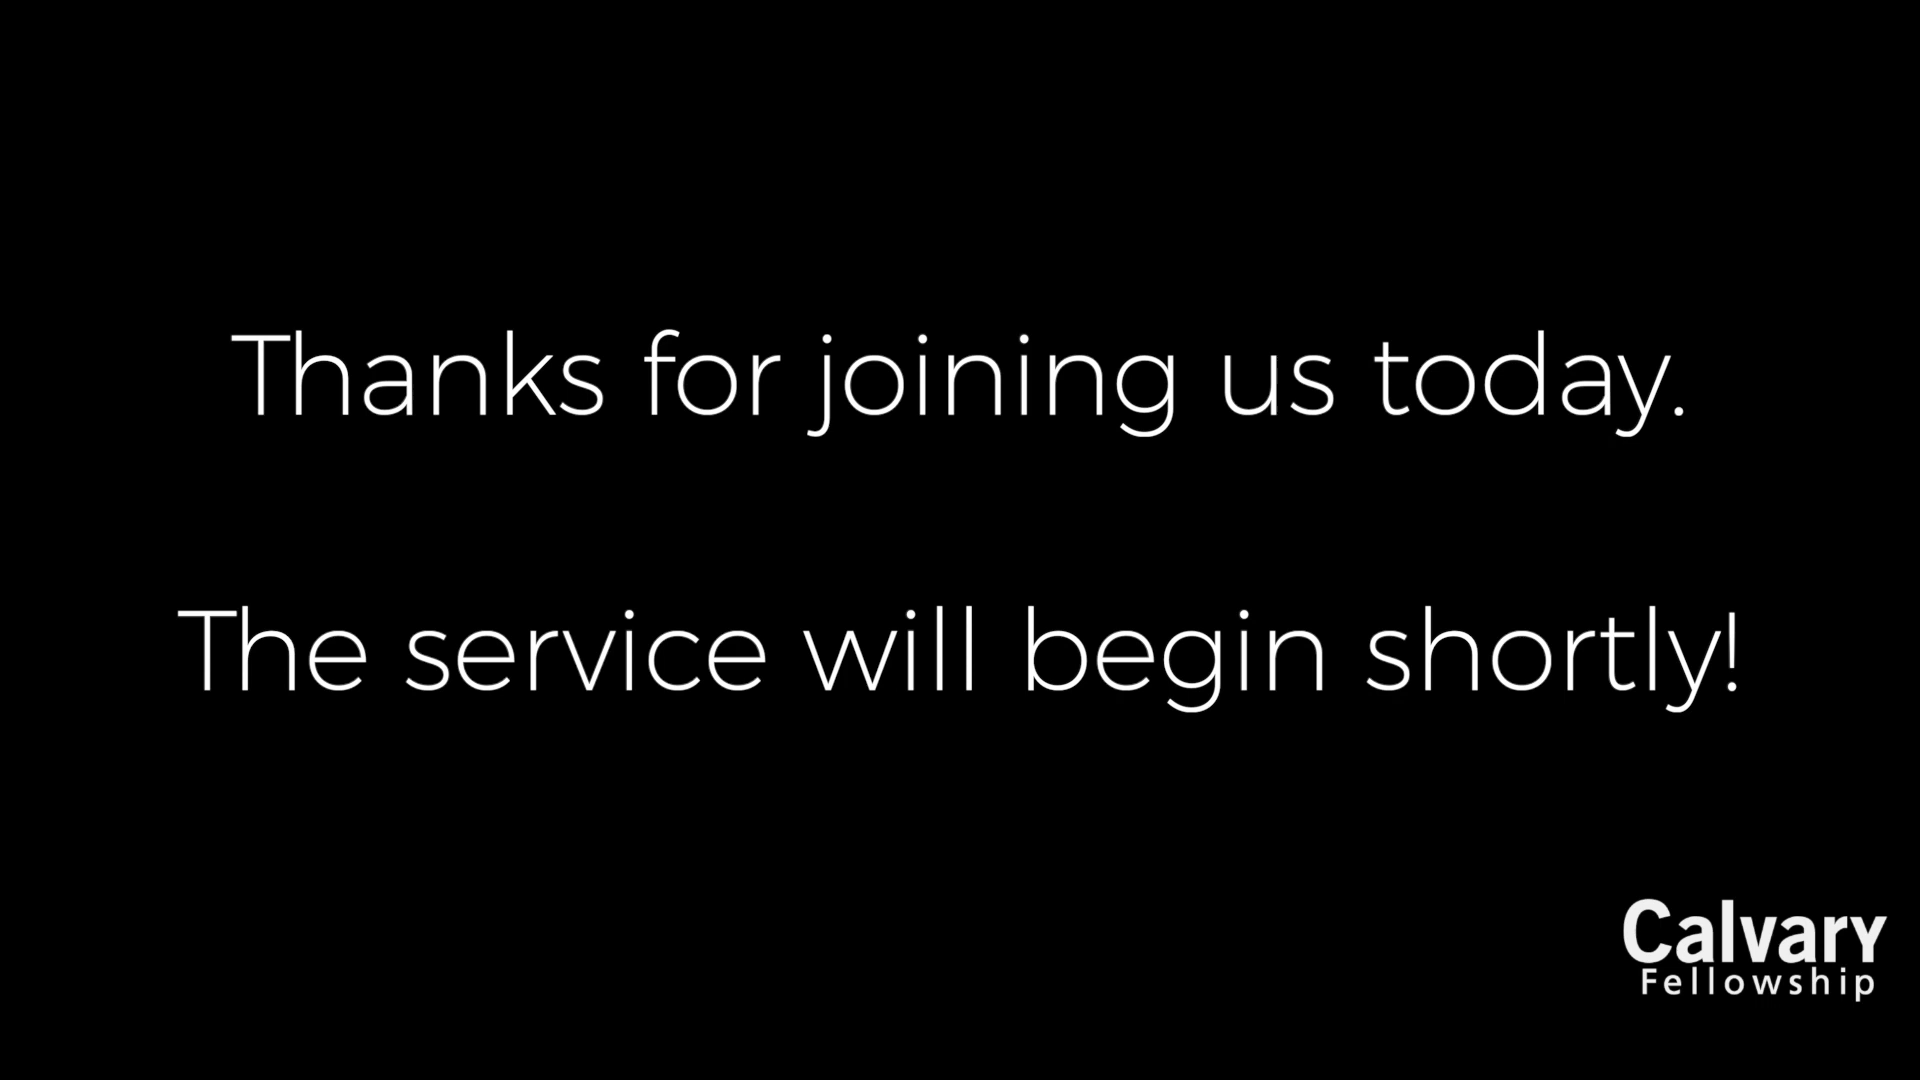 Thanks for joining us today.
The service will begin shortly!
Calvary
Fellowship